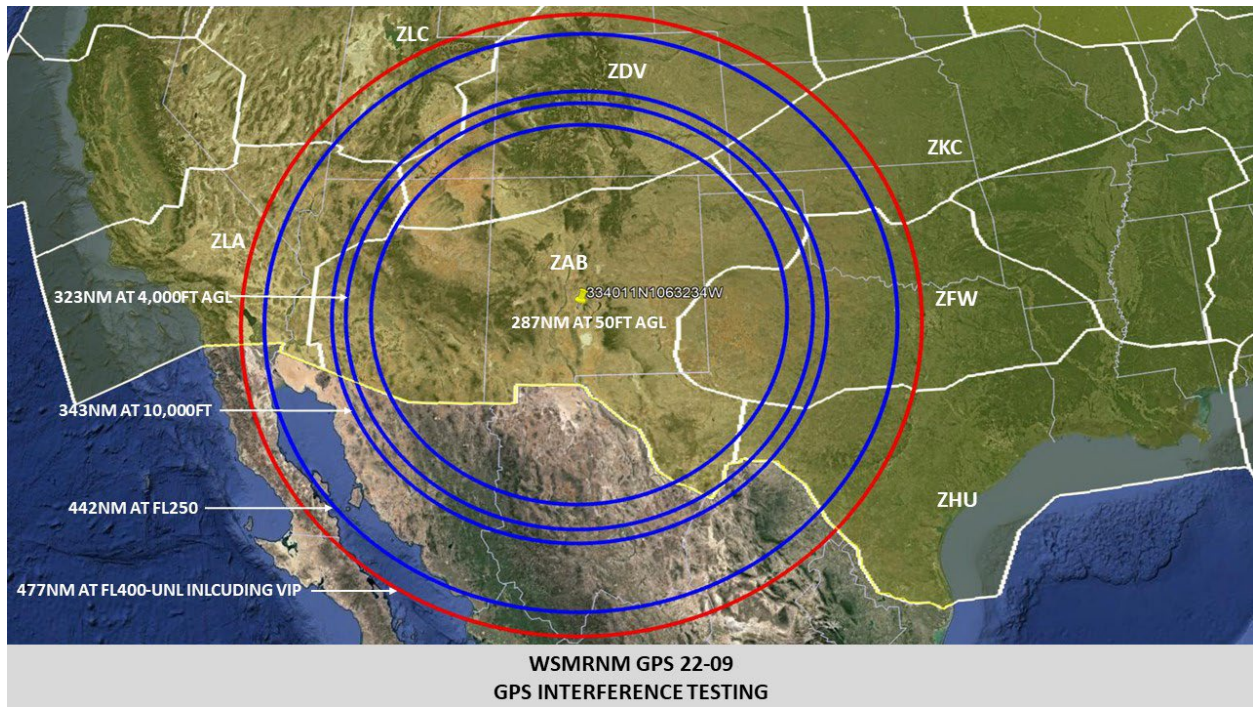 ZLC
ZDV
ZKC
ZLA
ZAB
323NM AT 4,000FT AGL
334011N1063234W
ZFW
287NM AT 50FT AGL
343NM AT 10,000FT
442NM AT FL250
ZHU
477NM AT FL400-UNL INLCUDING VIP
WSMRNM GPS 22-09
GPS INTERFERENCE TESTING